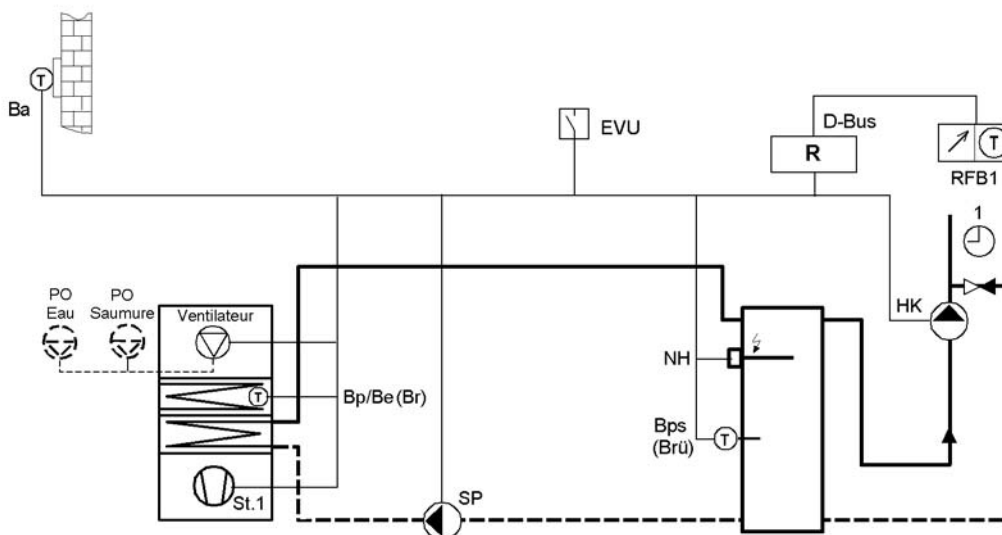 T
Ba
EVU
D-Bus
R
T
RFB1
1
PO
Eau
PO
Saumure
Ventilateur
HK
NH
T
Bp/Be (Br)
Bps
(Brü)
T
St.1
SP